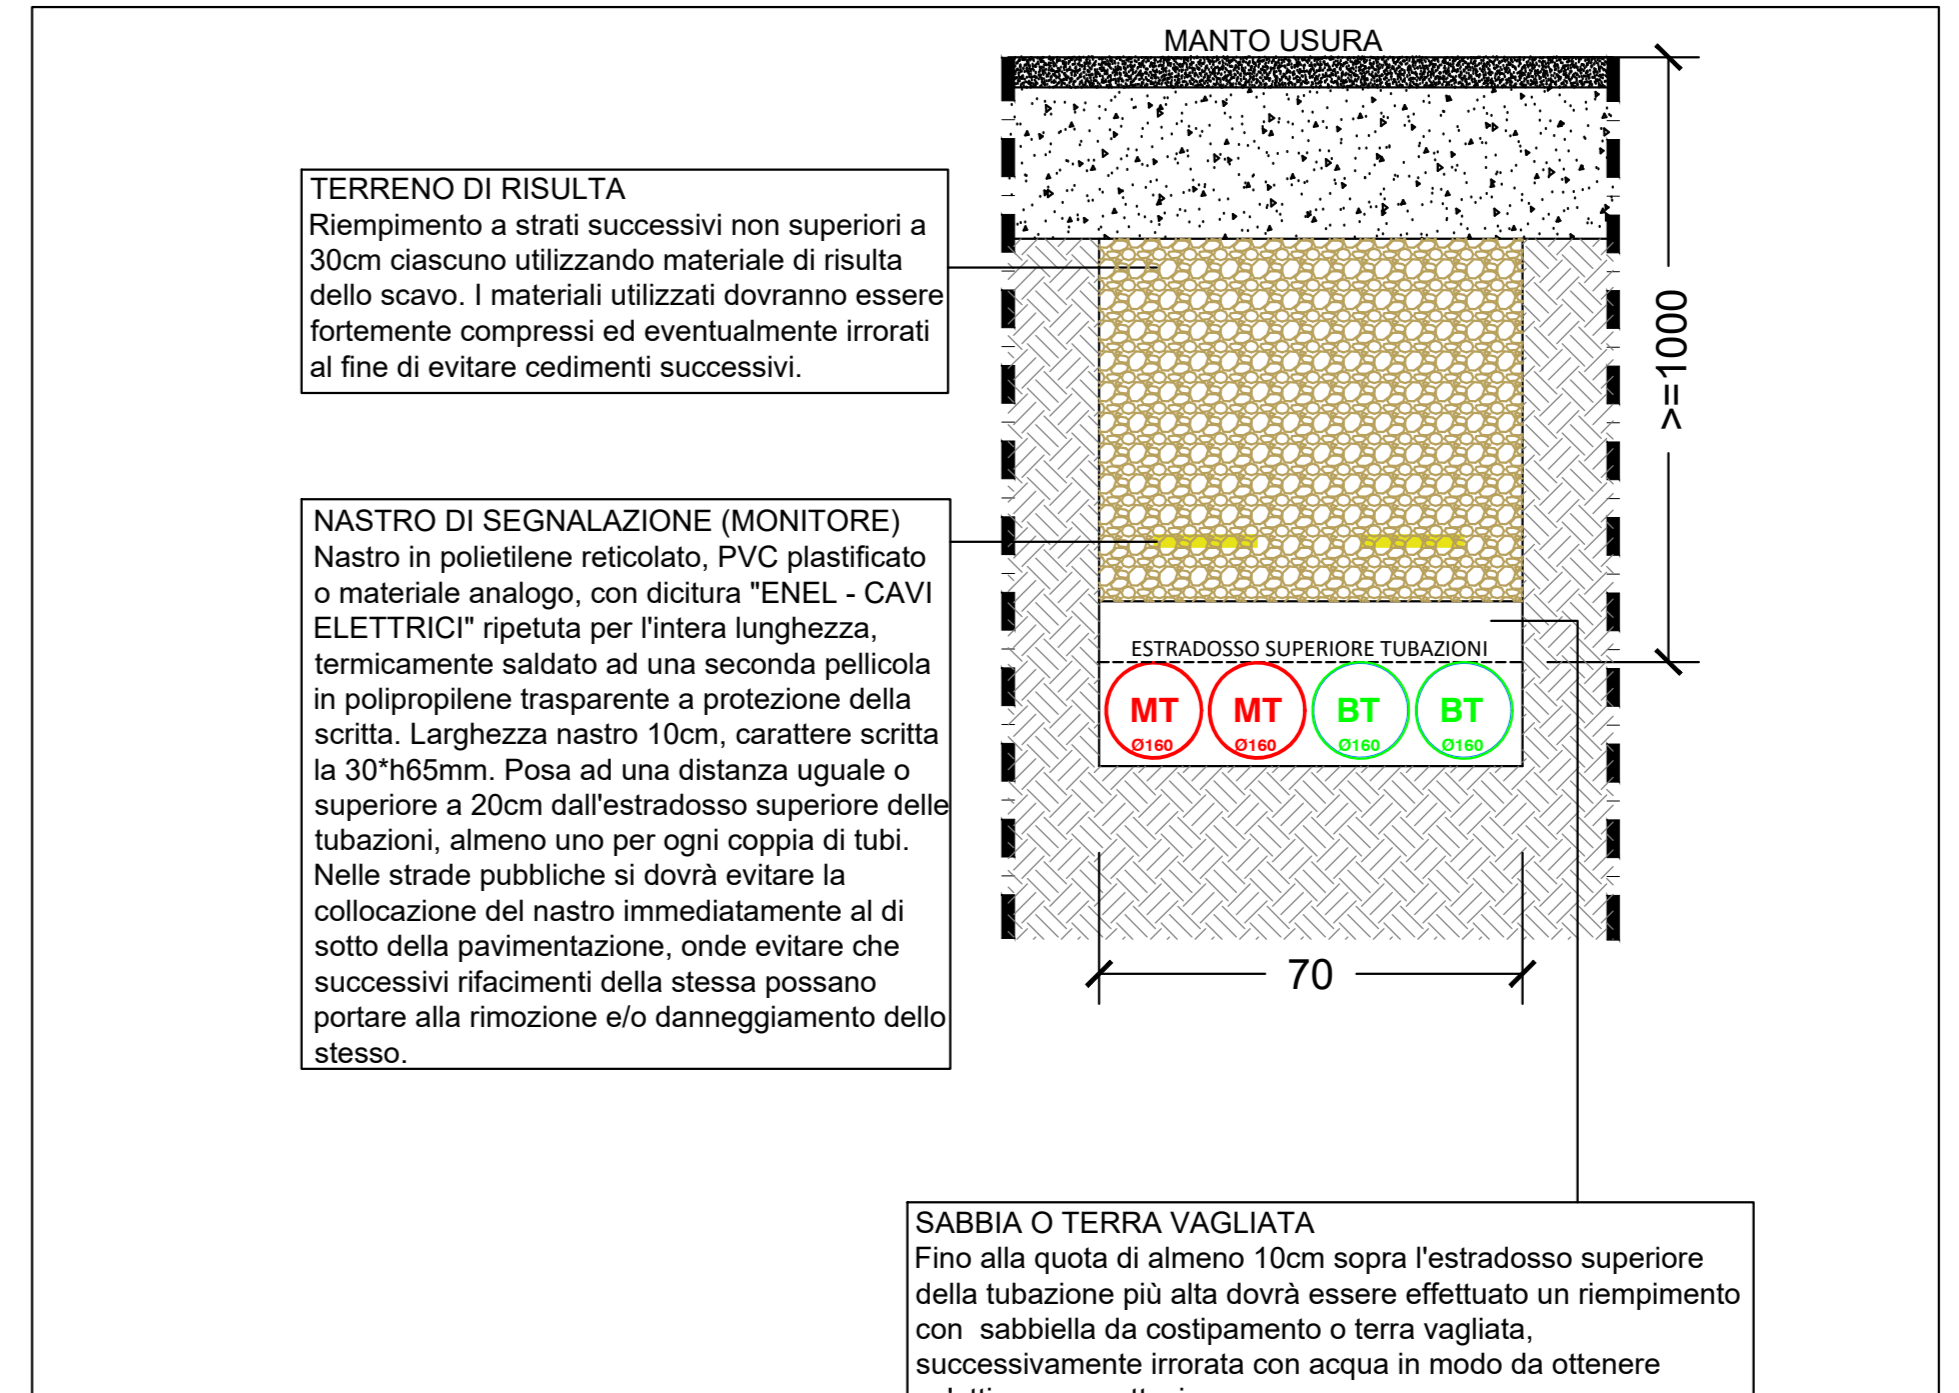 MANTO USURA
TERRENO DI RISULTA
Riempimento a strati successivi non superiori a
30cm ciascuno utilizzando materiale di risulta
dello scavo. I materiali utilizzati dovranno essere
fortemente compressi ed eventualmente irrorati
al fine di evitare cedimenti successivi.
>=1000
NASTRO DI SEGNALAZIONE (MONITORE)
Nastro in polietilene reticolato, PVC plastificato
o materiale analogo, con dicitura "ENEL - CAVI
ELETTRICI" ripetuta per l'intera lunghezza,
termicamente saldato ad una seconda pellicola
in polipropilene trasparente a protezione della
scritta. Larghezza nastro 10cm, carattere scritta
la 30*h65mm. Posa ad una distanza uguale o
superiore a 20cm dall'estradosso superiore delle
tubazioni, almeno uno per ogni coppia di tubi.
Nelle strade pubbliche si dovrà evitare la
collocazione del nastro immediatamente al di
sotto della pavimentazione, onde evitare che
successivi rifacimenti della stessa possano
portare alla rimozione e/o danneggiamento dello
stesso.
ESTRADOSSO SUPERIORE TUBAZIONI
MT MT BT BT
Ø160 Ø160 Ø160 Ø160
70
SABBIA O TERRA VAGLIATA
Fino alla quota di almeno 10cm sopra l'estradosso superiore
della tubazione più alta dovrà essere effettuato un riempimento
con sabbiella da costipamento o terra vagliata,
successivamente irrorata con acqua in modo da ottenere